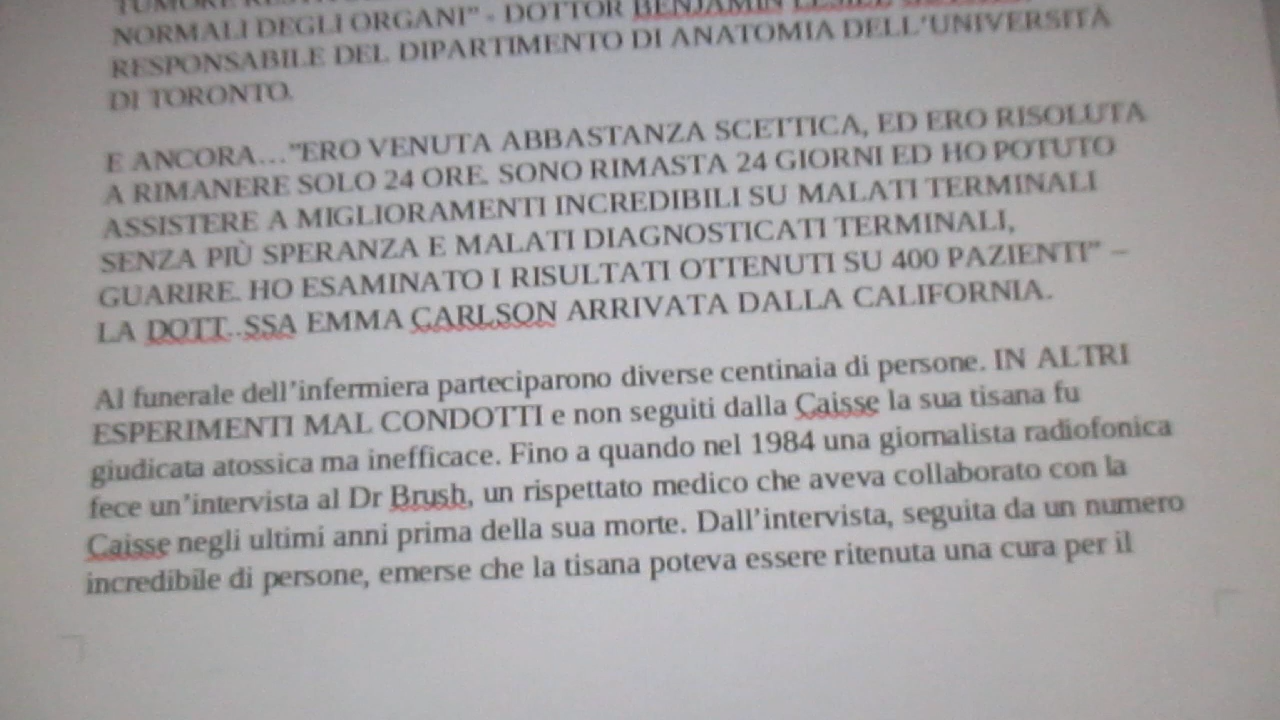 NORMALI DEGLI ORGANI" - DOTTOR BENJAMIN
RESPONSABILE DEL DIPARTIMENTO DI ANATOMIA DELL'UNIVERSITÀ
DI TORONTO.
E ANCORA…"ERO VENUTA ABBASTANZA SCETTICA, ED ERO RISOLUTA
A RIMANERE SOLO 24 ORE. SONO RIMASTA 24 GIORNI ED HO POTUTO
ASSISTERE A MIGLIORAMENTI INCREDIBILI SU MALATI TERMINALI
SENZA PIÙ SPERANZA E MALATI DIAGNOSTICATI TERMINALI,
GUARIRE. HO ESAMINATO I RISULTATI OTTENUTI SU 400 PAZIENTI" –
LA DOTT..SSA EMMA CARLSON ARRIVATA DALLA CALIFORNIA.
Al funerale dell'infermiera parteciparono diverse centinaia di persone. IN ALTRI
ESPERIMENTI MAL CONDOTTI e non seguiti dalla Caisse la sua tisana fu
giudicata atossica ma inefficace. Fino a quando nel 1984 una giornalista radiofonica
fece un'intervista al Dr Brush, un rispettato medico che aveva collaborato con la
Caisse negli ultimi anni prima della sua morte. Dall'intervista, seguita da un numero
incredibile di persone, emerse che la tisana poteva essere ritenuta una cura per il